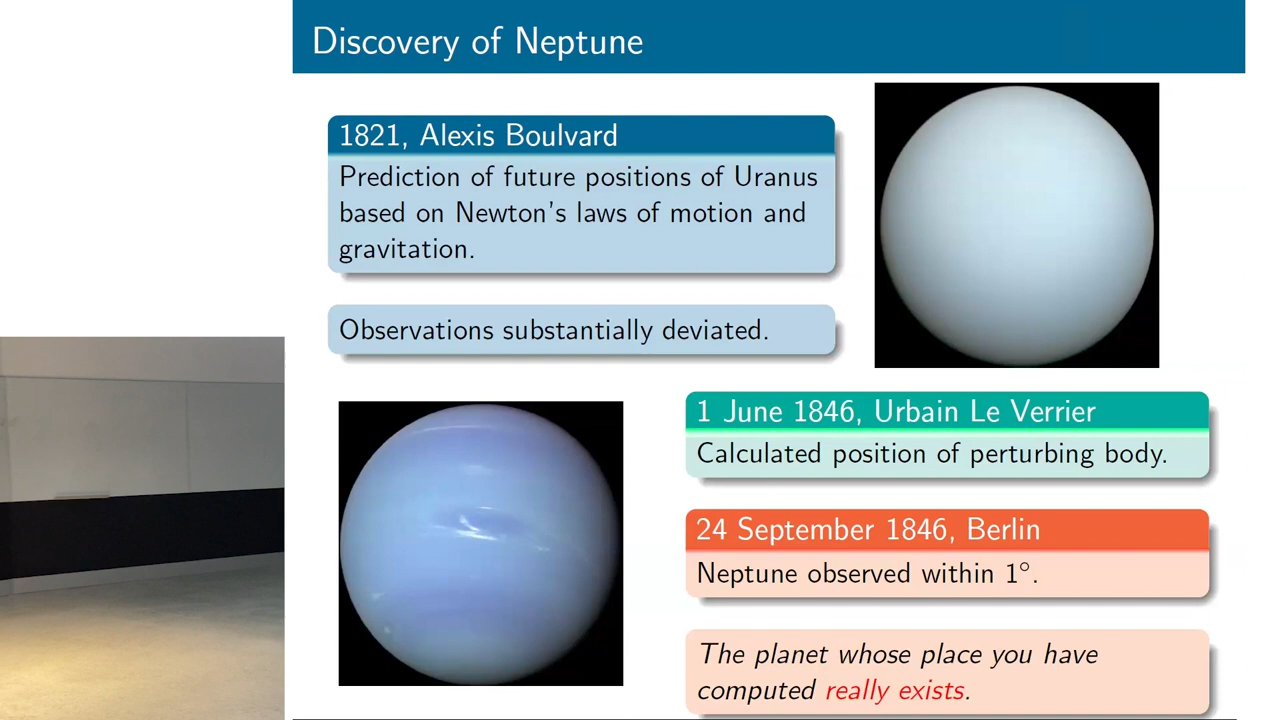 Discovery of Neptune
1821, Alexis Boulvard
Prediction of future positions of Uranus
based on Newton's laws of motion and
gravitation.
Observations substantially deviated.
1 June 1846, Urbain Le Verrier
Calculated position of perturbing body.
24 September 1846, Berlin
Neptune observed within 1°.
The planet whose place you have
computed really exists.